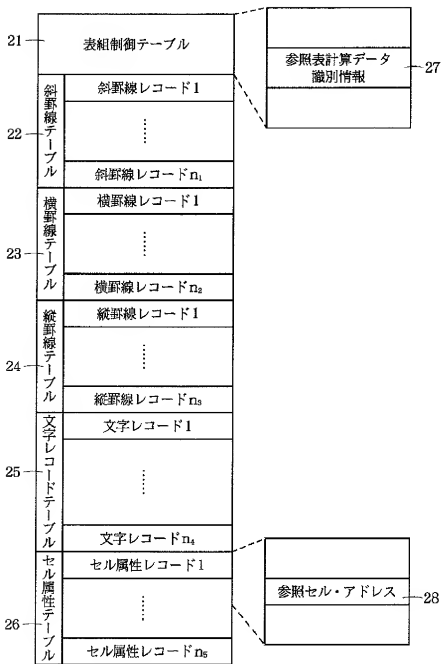 21
表組制御テーブル
参照表計算データ
識別情報
27
22
斜罫線テーブル
斜罫線レコード1
斜罫線レコードn₁
23
横罫線テーブル
横罫線レコード1
横罫線レコードn₂
24
縦罫線テーブル
縦罫線レコード1
縦罫線レコードn₃
25
文字レコードテーブル
文字レコード1
文字レコードn₄
26
セル属性テーブル
セル属性レコード1
セル属性レコードn₅
参照セル・アドレス
28